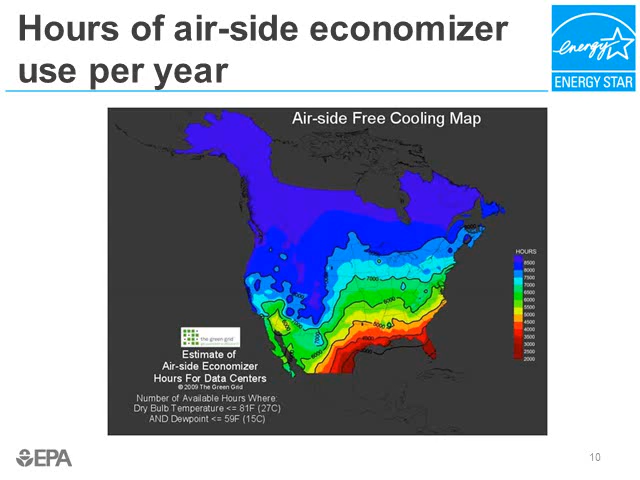 Hours of air-side economizer
use per year
energy
ENERGY STAR
Air-side Free Cooling Map
HOURS
8500
8000
7500
7000
6500
6000
5500
5000
4500
4000
3500
3000
2500
2000
7000
the green grid
Estimate of
Air-side Economizer
Hours For Data Centers
© 2009 The Green Grid
Number of Available Hours Where:
Dry Bulb Temperature <= 81F (27C)
AND Dewpoint <= 59F (15C)
EPA
10